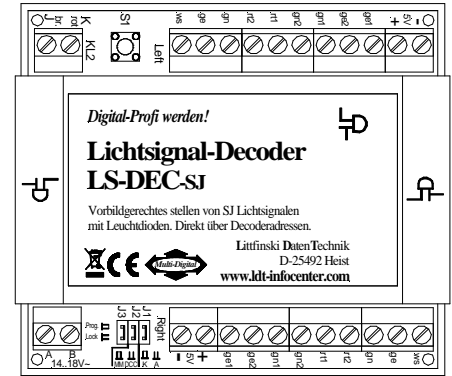 J br. rot K
KL2
S1
Left
.ws .ge .gn rt2 .rt1 gn2 gn1 ge2 ge1 + 5V -
Digital-Profi werden!
Lichtsignal-Decoder
LS-DEC-SJ
Vorbildgerechtes stellen von SJ Lichtsignalen
mit Leuchtdioden. Direkt über Decoderadressen.
Littfinski DatenTechnik
D-25492 Heist
www.ldt-infocenter.com
CE
Multi-Digital
.Right
J3 J2 J1
.Prog.
.Lock
MM DCC .K A
A B
.14..18V~
- 5V + ge1 ge2 gn1 gn2 rt1 rt2 gn ge ws